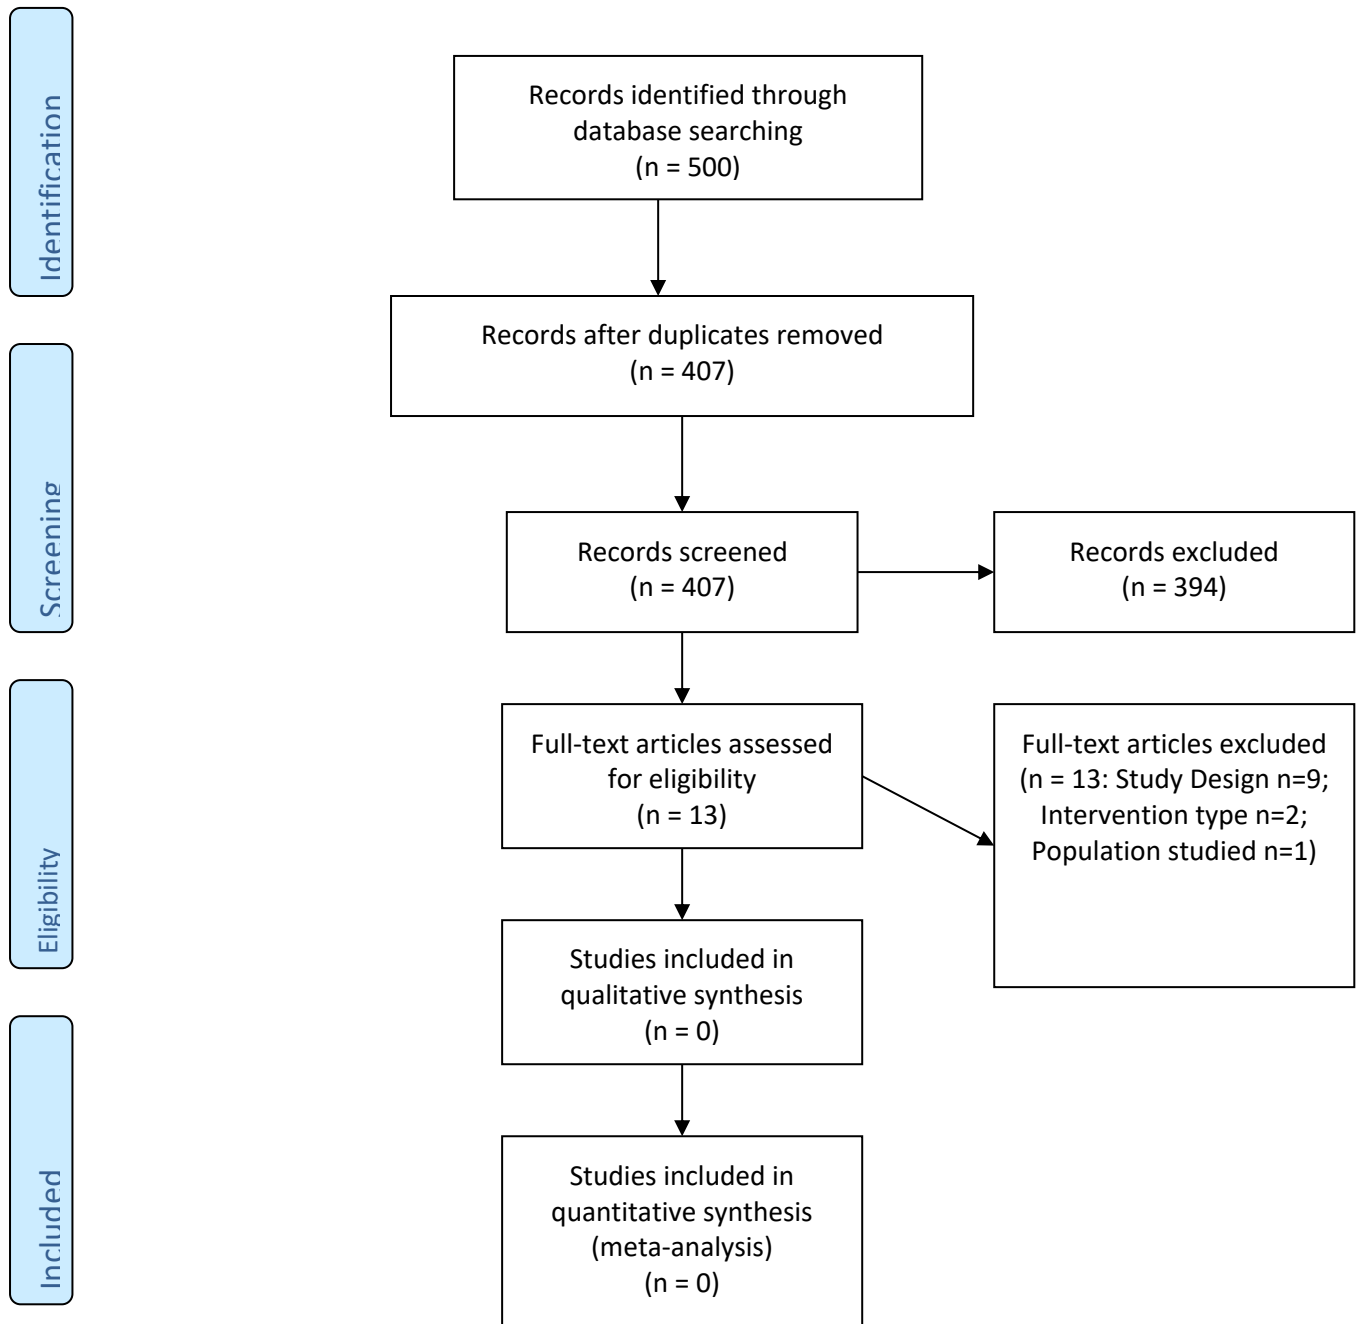 Identification
Records identified through
database searching
(n = 500)
Records after duplicates removed
(n = 407)
Screening
Records screened
(n = 407)
Records excluded
(n = 394)
Eligibility
Full-text articles assessed
for eligibility
(n = 13)
Full-text articles excluded
(n = 13: Study Design n=9;
Intervention type n=2;
Population studied n=1)
Studies included in
qualitative synthesis
(n = 0)
Included
Studies included in
quantitative synthesis
(meta-analysis)
(n = 0)